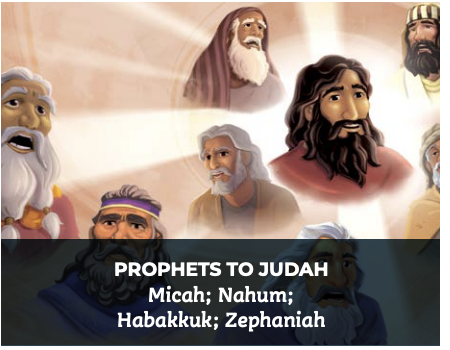 PROPHETS TO JUDAH
Micah; Nahum;
Habakkuk; Zephaniah